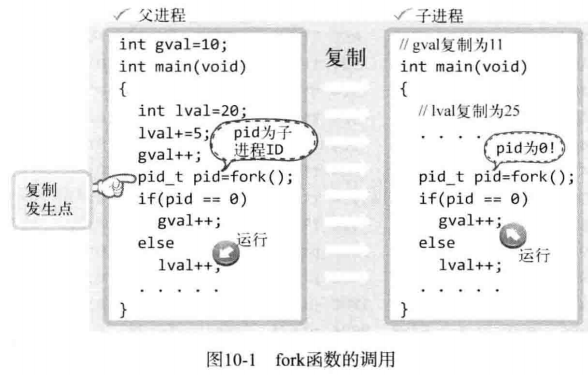 ✓ 父进程
int gval=10;
int main(void)
{
int lval=20;
lval+=5;
gval++;
pid为子
进程ID
pid_t pid=fork();
if(pid == 0)
gval++;
else
运行
lval++;
. . . . .
}
复制
发生点
复制
✓ 子进程
// gval复制为11
int main(void)
{
// lval复制为25
. . . .
pid为0!
pid_t pid=fork();
if(pid == 0)
gval++;
else
运行
lval++;
. . . . .
}
图10-1 fork函数的调用